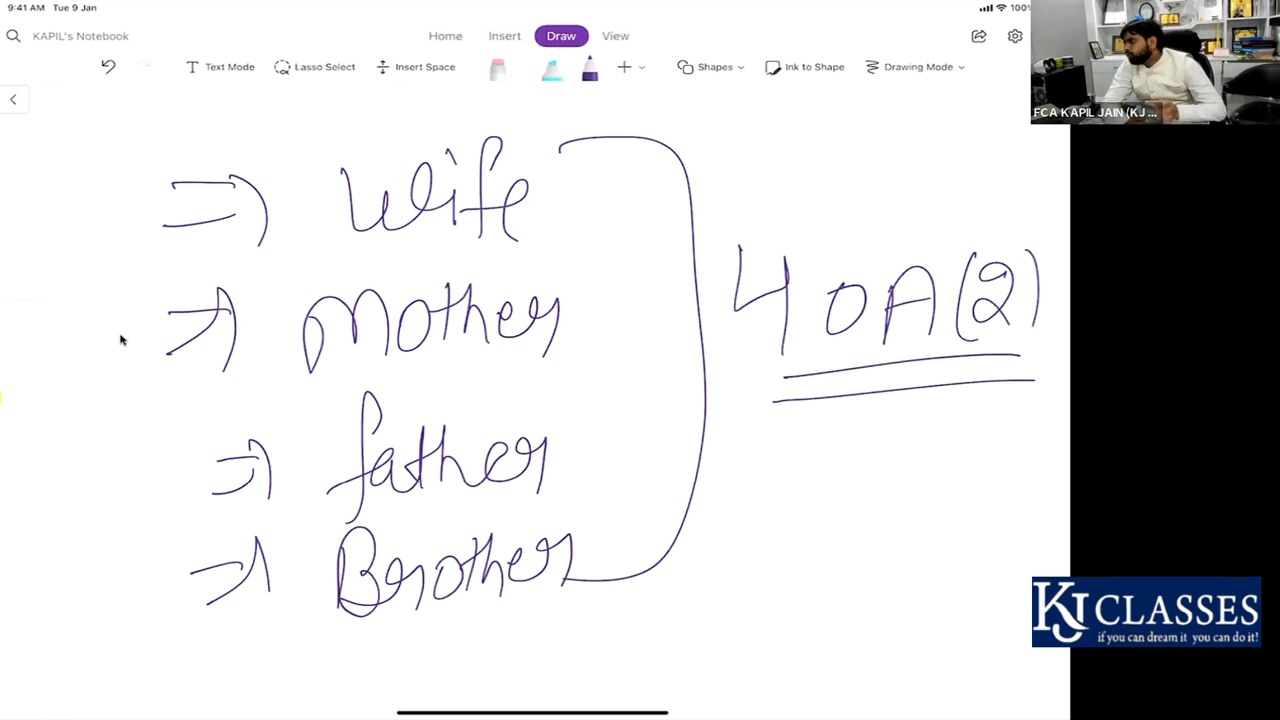 9:41 AM Tue 9 Jan 100%
KAPIL's Notebook Home Insert Draw View
Text Mode Lasso Select Insert Space Shapes Ink to Shape Drawing Mode
FCA KAPIL JAIN (KJ ...
⇒ Wife
⇒ Mother
⇒ father
⇒ Brother
40A(2)
KJ CLASSES
if you can dream it you can do it!